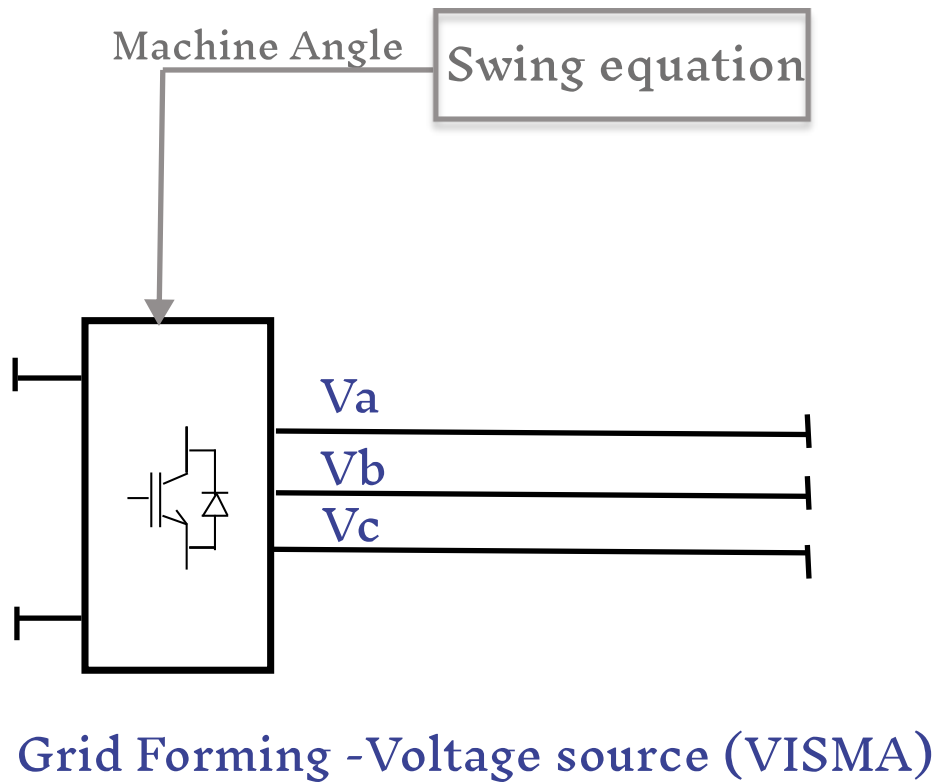 Machine Angle
Swing equation
Va
Vb
Vc
Grid Forming -Voltage source (VISMA)